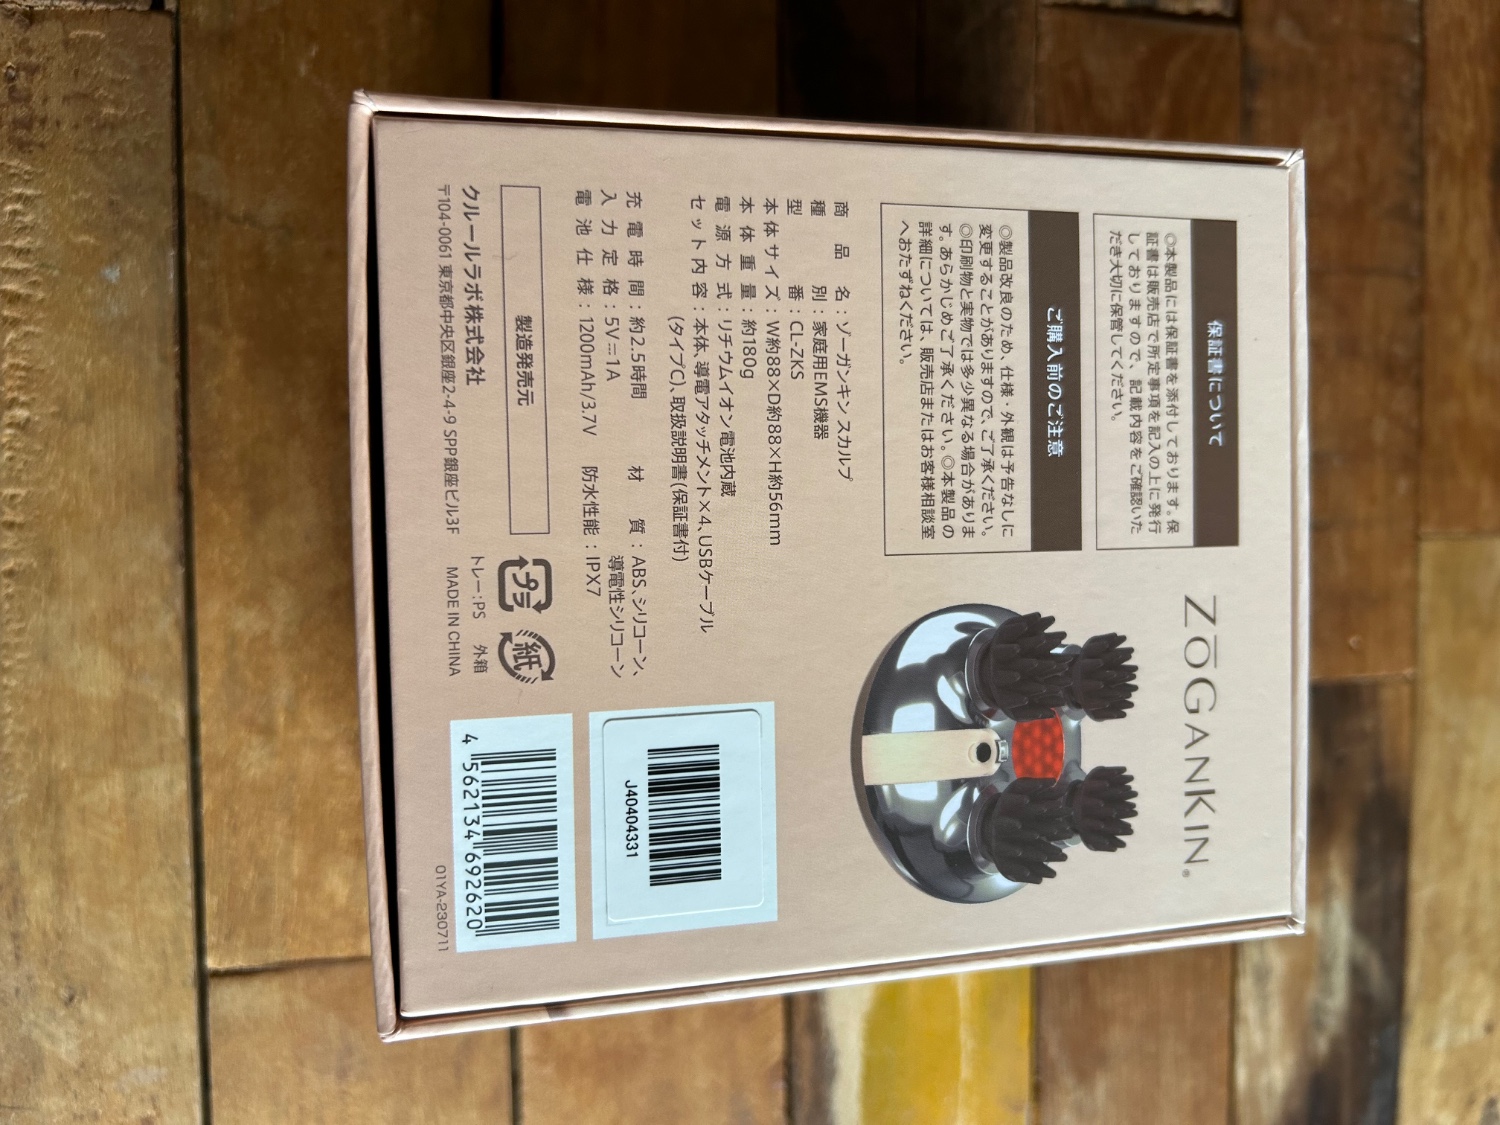 保証書について
◎本製品には保証書を添付しております。保
証書は販売店で所定事項を記入の上に発行
しておりますので、記載内容をご確認いた
だき大切に保管してください。
ご購入前のご注意
◎製品改良のため、仕様・外観は予告なしに
変更することがありますので、ご了承ください。
◎印刷物と実物では多少異なる場合がありま
す。あらかじめご了承ください。◎本製品の
詳細については、販売店またはお客様相談室
へおたずねください。
ZŌGANKIN®
商品名：ゾーガンキン スカルプ
種別：家庭用EMS機器
型番：CL-ZKS
本体サイズ：W約88×D約88×H約56mm
本体重量：約180g
電源方式：リチウムイオン電池内蔵
セット内容：本体、導電アタッチメント×4、USBケーブル
(タイプC)、取扱説明書(保証書付)
充電時間：約2.5時間
入力定格：5V⎓1A
電池仕様：1200mAh/3.7V
材質：ABS、シリコーン、
導電性シリコーン
防水性能：IPX7
製造発売元
クルールラボ株式会社
〒104-0061 東京都中央区銀座2-4-9 SPP銀座ビル3F
プラ
紙
トレー：PS 外箱
MADE IN CHINA
J40404331
4 562134 692620
01YA-230711